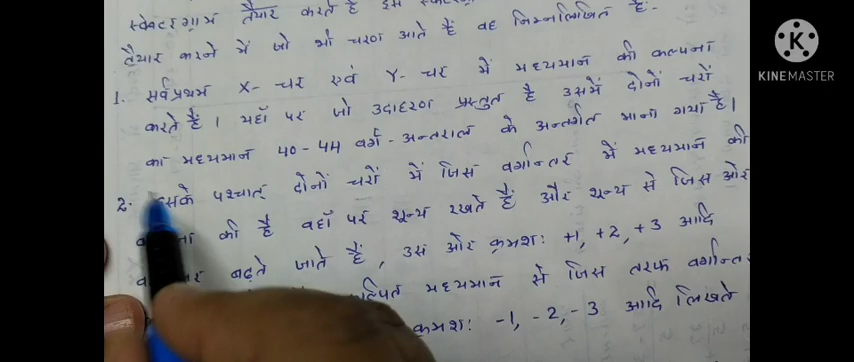 स्केटरग्राम तैयार करते हैं इस
तैयार करने में जो भी चरण आते हैं वह निम्नलिखित हैं-
1. सर्वप्रथम X- चर एवं Y- चर में मध्यमान की कल्पना
करते हैं। यहाँ पर जो उदाहरण प्रस्तुत है उसमें दोनों चरों
का मध्यमान 40-44 वर्ग-अन्तराल के अन्तर्गत माना गया है।
2. इसके पश्चात् दोनों चरों में जिस वर्गान्तर में मध्यमान की
की है वहाँ पर शून्य रखते हैं और शून्य से जिस ओर
बढ़ते जाते हैं, उस ओर क्रमशः +1, +2, +3 आदि
मध्यमान से जिस तरफ वर्गान्तर
क्रमशः -1, -2, -3 आदि लिखते
KINEMASTER